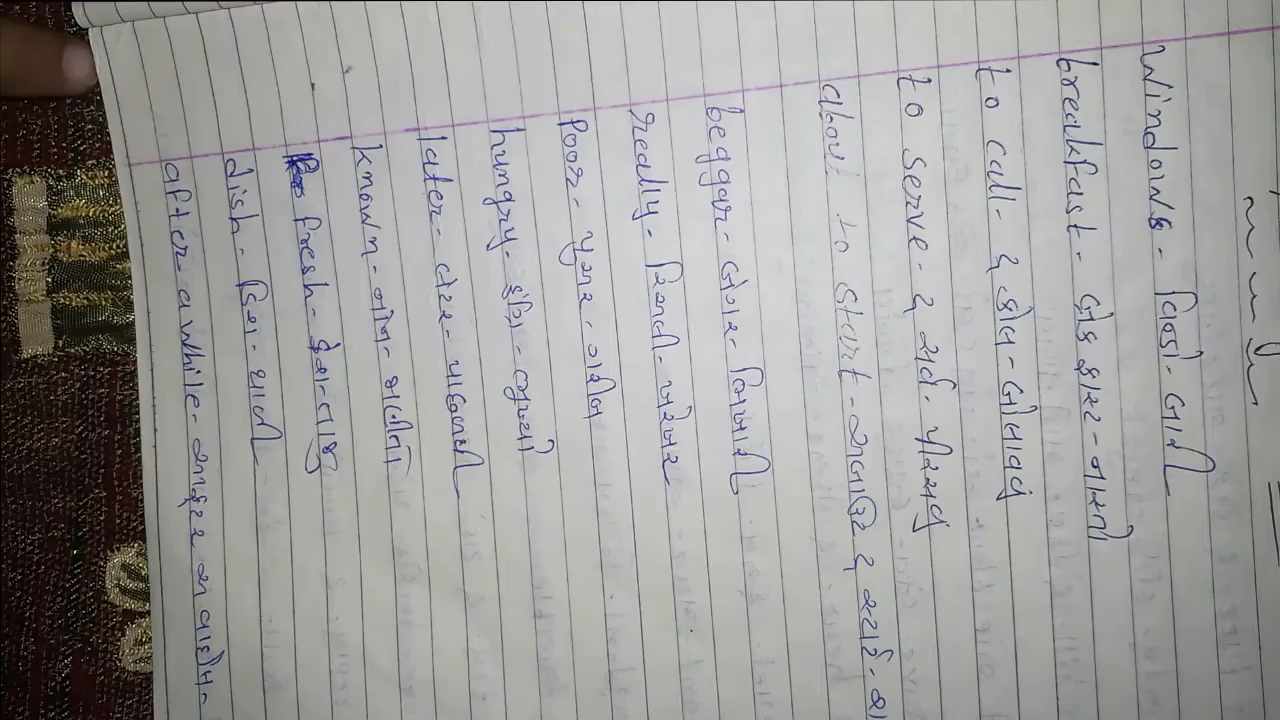 windows - વિન્ડો - બારી
breakfast - બ્રેક ફાસ્ટ - નાસ્તો
to call - ટુ કોલ - બોલાવવું
to serve - ટુ સર્વ - પીરસવું
about to start - અબાઉટ ટુ સ્ટાર્ટ -
beggar - બેગર - ભિખારી
really - રિયલી - ખરેખર
Poor - પુઅર - ગરીબ
hungry - હંગ્રિ - ભુખ્યો
later - લેટર - પાછળથી
known - નોન - જાણીતા
fresh - ફ્રેશ - તાજુ
dish - ડિશ - થાળી
after a while - આફ્ટર અ વાઈલ -